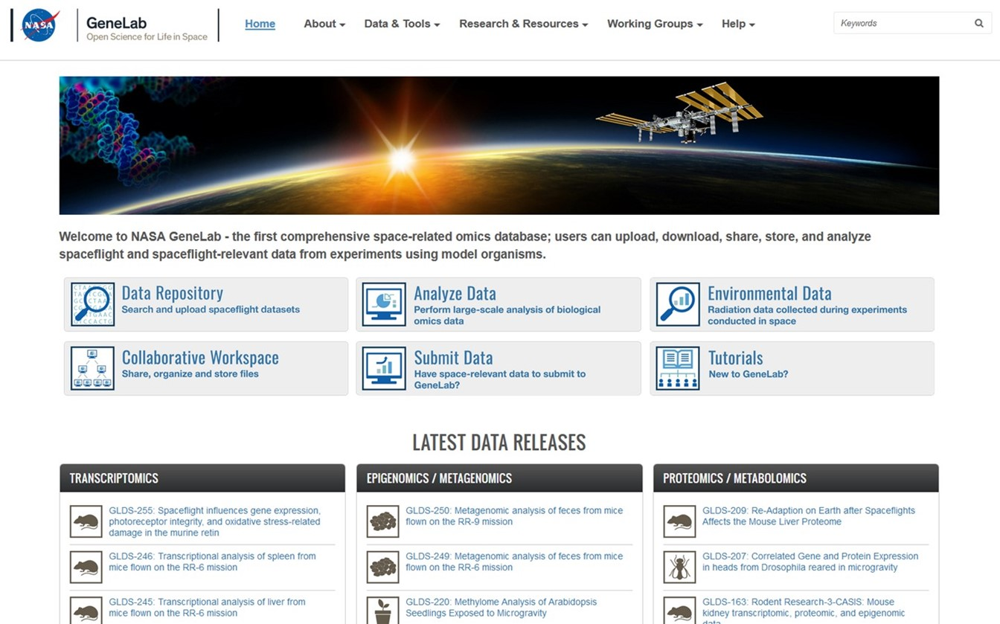 NASA
GeneLab
Open Science for Life in Space
Home
About
Data & Tools
Research & Resources
Working Groups
Help
Keywords
Welcome to NASA GeneLab - the first comprehensive space-related omics database; users can upload, download, share, store, and analyze
spaceflight and spaceflight-relevant data from experiments using model organisms.
Data Repository
Search and upload spaceflight datasets
Analyze Data
Perform large-scale analysis of biological
omics data
Environmental Data
Radiation data collected during experiments
conducted in space
Collaborative Workspace
Share, organize and store files
Submit Data
Have space-relevant data to submit to
GeneLab?
Tutorials
New to GeneLab?
LATEST DATA RELEASES
TRANSCRIPTOMICS
GLDS-255: Spaceflight influences gene expression,
photoreceptor integrity, and oxidative stress-related
damage in the murine retin
GLDS-246: Transcriptional analysis of spleen from
mice flown on the RR-6 mission
GLDS-245: Transcriptional analysis of liver from
mice flown on the RR-6 mission
EPIGENOMICS / METAGENOMICS
GLDS-250: Metagenomic analysis of feces from mice
flown on the RR-9 mission
GLDS-249: Metagenomic analysis of feces from mice
flown on the RR-6 mission
GLDS-220: Methylome Analysis of Arabidopsis
Seedlings Exposed to Microgravity
PROTEOMICS / METABOLOMICS
GLDS-209: Re-Adaption on Earth after Spaceflights
Affects the Mouse Liver Proteome
GLDS-207: Correlated Gene and Protein Expression
in heads from Drosophila reared in microgravity
GLDS-163: Rodent Research-3-CASIS: Mouse
kidney transcriptomic, proteomic, and epigenomic
data